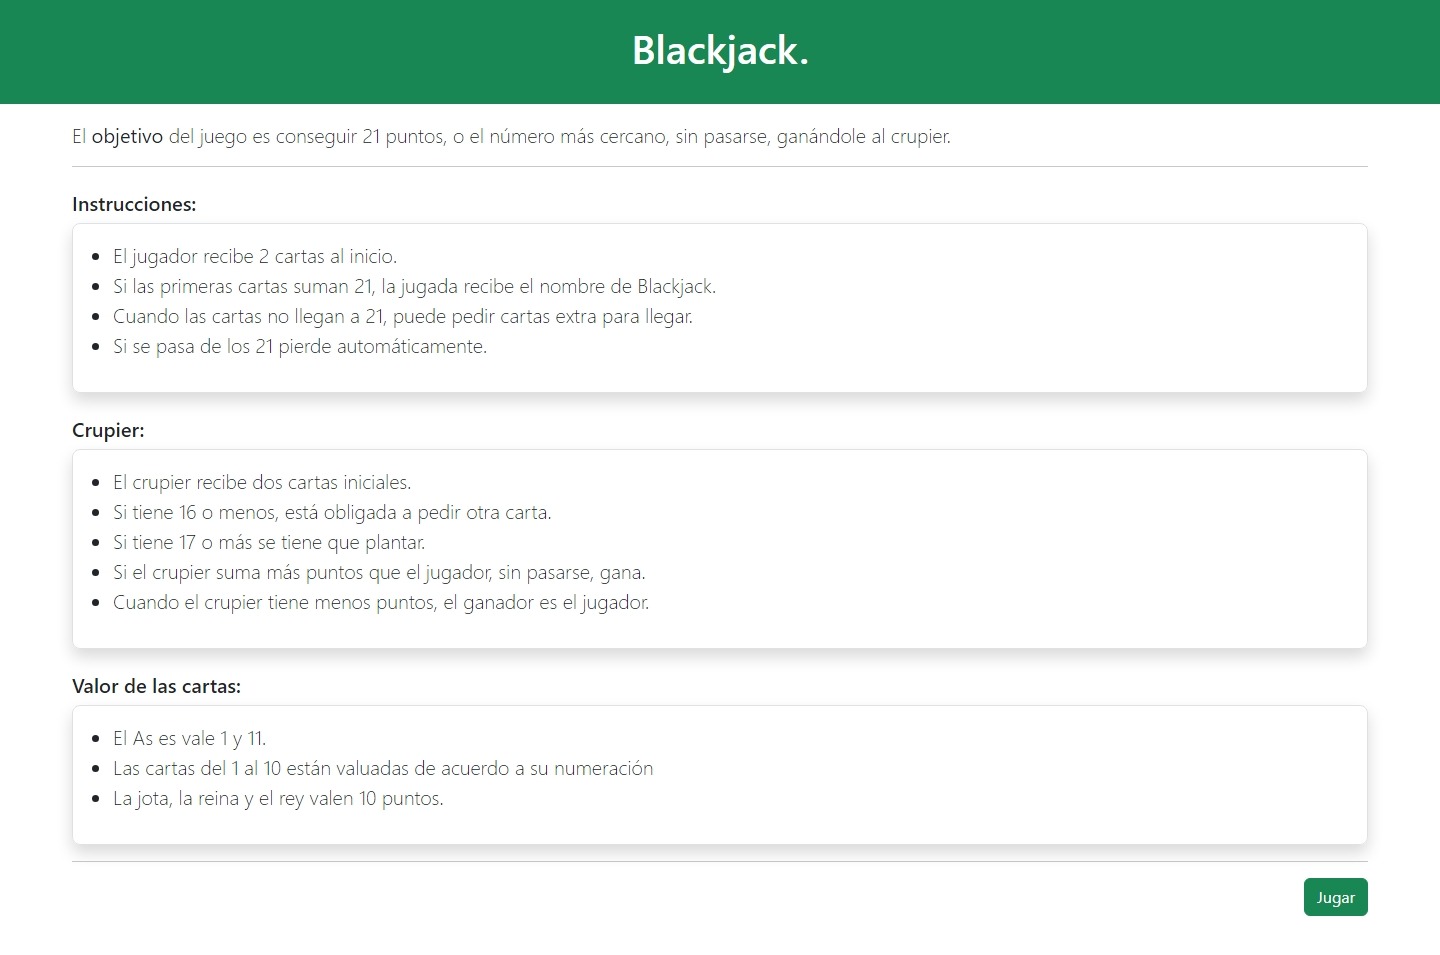 Blackjack.
El objetivo del juego es conseguir 21 puntos, o el número más cercano, sin pasarse, ganándole al crupier.
Instrucciones:
El jugador recibe 2 cartas al inicio.
Si las primeras cartas suman 21, la jugada recibe el nombre de Blackjack.
Cuando las cartas no llegan a 21, puede pedir cartas extra para llegar.
Si se pasa de los 21 pierde automáticamente.
Crupier:
El crupier recibe dos cartas iniciales.
Si tiene 16 o menos, está obligada a pedir otra carta.
Si tiene 17 o más se tiene que plantar.
Si el crupier suma más puntos que el jugador, sin pasarse, gana.
Cuando el crupier tiene menos puntos, el ganador es el jugador.
Valor de las cartas:
El As es vale 1 y 11.
Las cartas del 1 al 10 están valuadas de acuerdo a su numeración
La jota, la reina y el rey valen 10 puntos.
Jugar